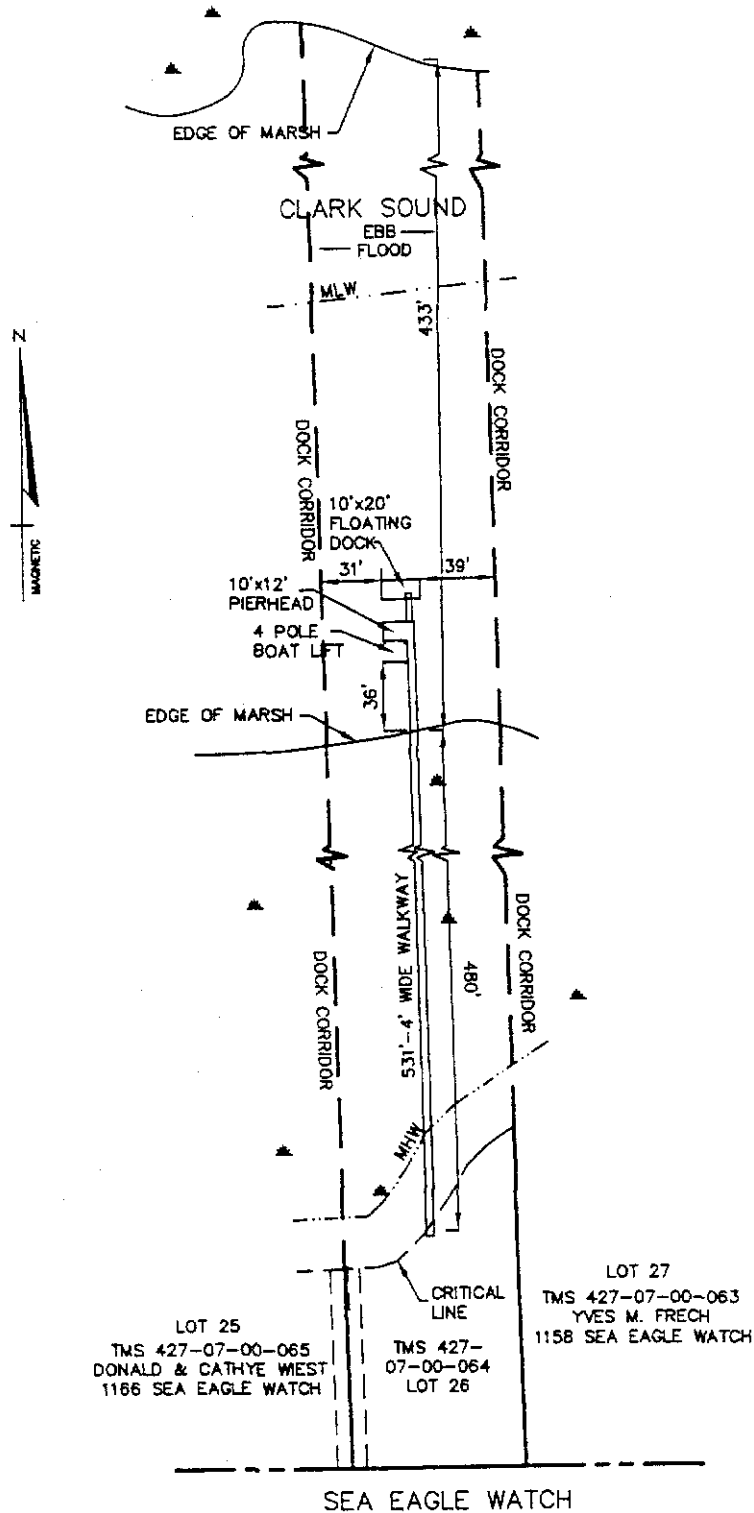 EDGE OF MARSH
CLARK SOUND
EBB
FLOOD
MLW
433'
N
MAGNETIC
DOCK CORRIDOR
DOCK CORRIDOR
10'x20'
FLOATING
DOCK
31'
39'
10'x12'
PIERHEAD
4 POLE
BOAT LIFT
36'
EDGE OF MARSH
531'-4' WIDE WALKWAY
480'
DOCK CORRIDOR
DOCK CORRIDOR
MHW
CRITICAL
LINE
LOT 25
TMS 427-07-00-065
DONALD & CATHYE WIEST
1166 SEA EAGLE WATCH
TMS 427-
07-00-064
LOT 26
LOT 27
TMS 427-07-00-063
YVES M. FRECH
1158 SEA EAGLE WATCH
SEA EAGLE WATCH